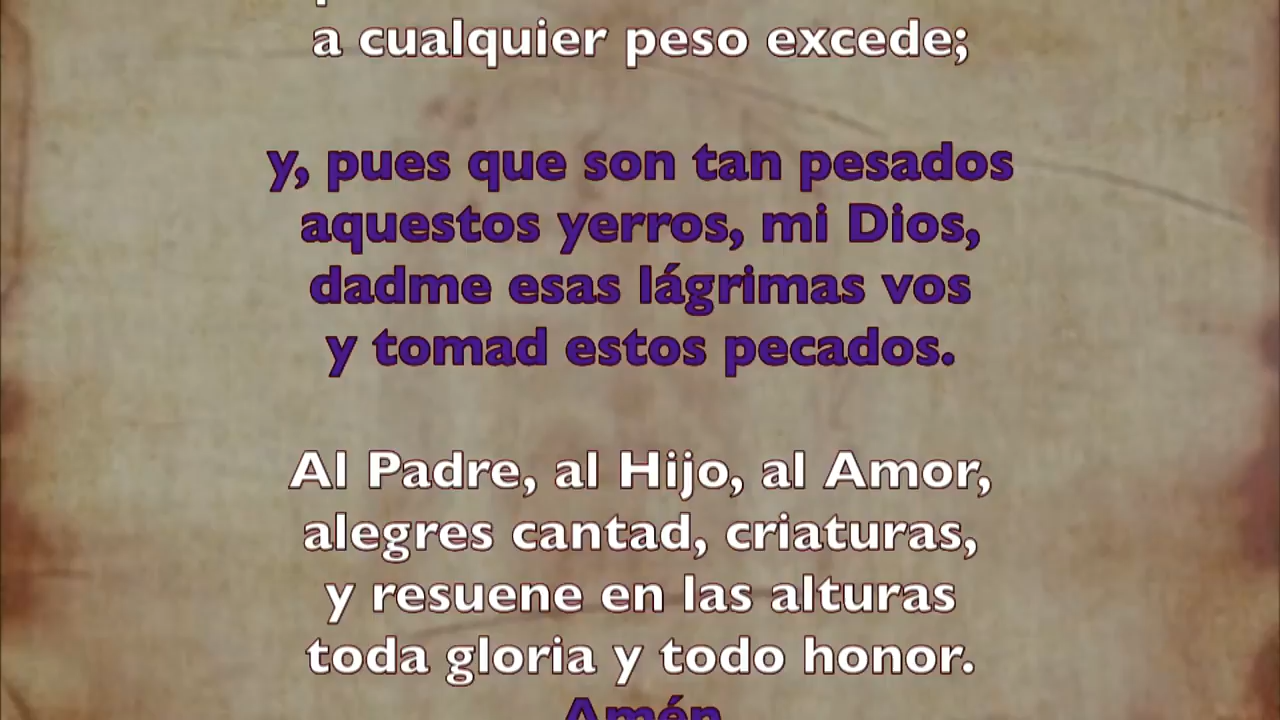 a cualquier peso excede;
y, pues que son tan pesados
aquestos yerros, mi Dios,
dadme esas lágrimas vos
y tomad estos pecados.
Al Padre, al Hijo, al Amor,
alegres cantad, criaturas,
y resuene en las alturas
toda gloria y todo honor.
Amén